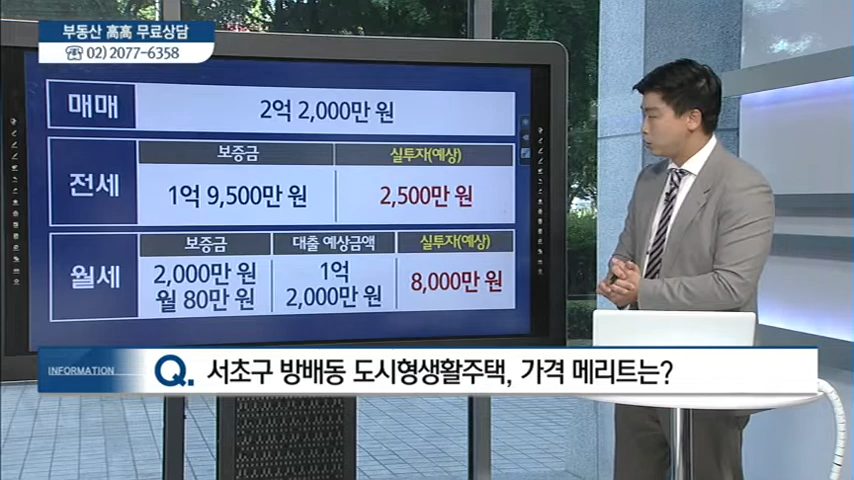 부동산 高高 무료상담
☎ 02) 2077-6358
매매
2억 2,000만 원
전세
보증금
실투자(예상)
1억 9,500만 원
2,500만 원
월세
보증금
대출 예상금액
실투자(예상)
2,000만 원
월 80만 원
1억
2,000만 원
8,000만 원
INFORMATION
Q. 서초구 방배동 도시형생활주택, 가격 메리트는?